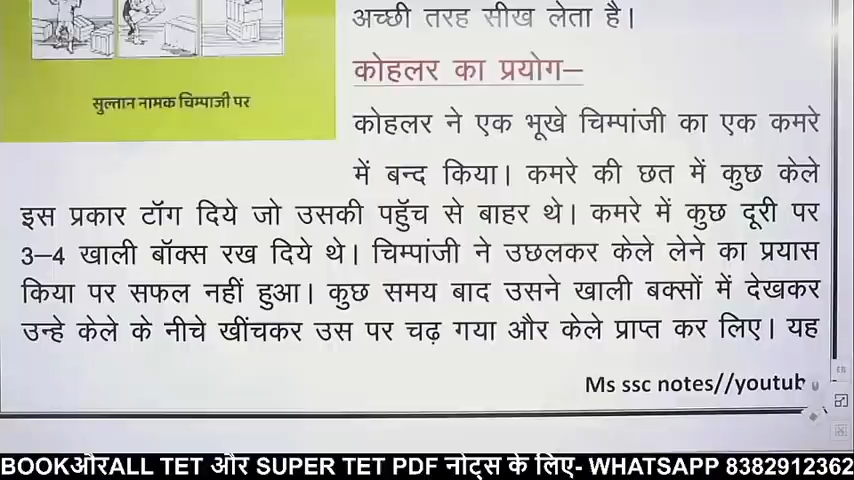 अच्छी तरह सीख लेता है।
कोहलर का प्रयोग–
सुल्तान नामक चिम्पाजी पर
कोहलर ने एक भूखे चिम्पांजी का एक कमरे
में बन्द किया। कमरे की छत में कुछ केले
इस प्रकार टॉग दिये जो उसकी पहुँच से बाहर थे। कमरे में कुछ दूरी पर
3–4 खाली बॉक्स रख दिये थे। चिम्पांजी ने उछलकर केले लेने का प्रयास
किया पर सफल नहीं हुआ। कुछ समय बाद उसने खाली बक्सों में देखकर
उन्हे केले के नीचे खींचकर उस पर चढ़ गया और केले प्राप्त कर लिए। यह
Ms ssc notes//youtub
BOOKऔरALL TET और SUPER TET PDF नोट्स के लिए- WHATSAPP 8382912362